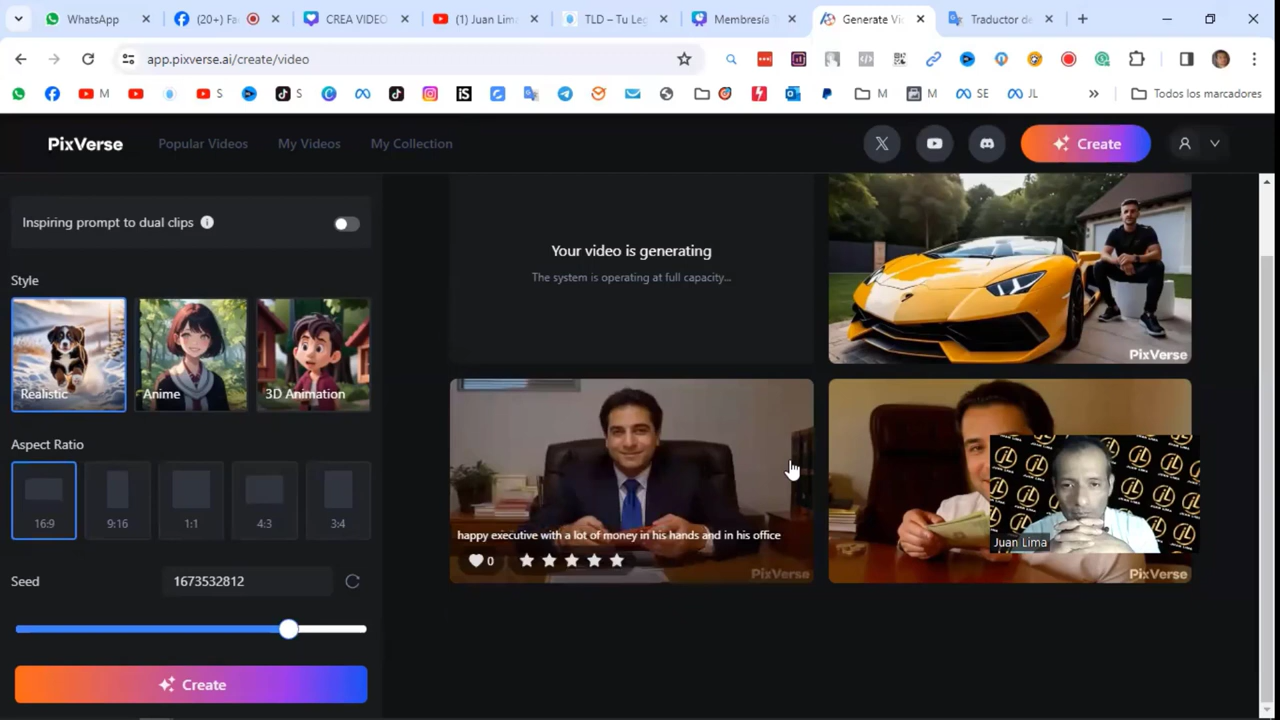 WhatsApp
(20+) Fa
CREA VIDEO
(1) Juan Lima
TLD – Tu Leg
Membresía
Generate Vi
Traductor de
app.pixverse.ai/create/video
M
S
S
M
M
SE
JL
Todos los marcadores
PixVerse
Popular Videos
My Videos
My Collection
Create
Inspiring prompt to dual clips
Style
Realistic
Anime
3D Animation
Aspect Ratio
16:9
9:16
1:1
4:3
3:4
Seed
1673532812
Create
Your video is generating
The system is operating at full capacity...
PixVerse
happy executive with a lot of money in his hands and in his office
0
PixVerse
PixVerse
Juan Lima